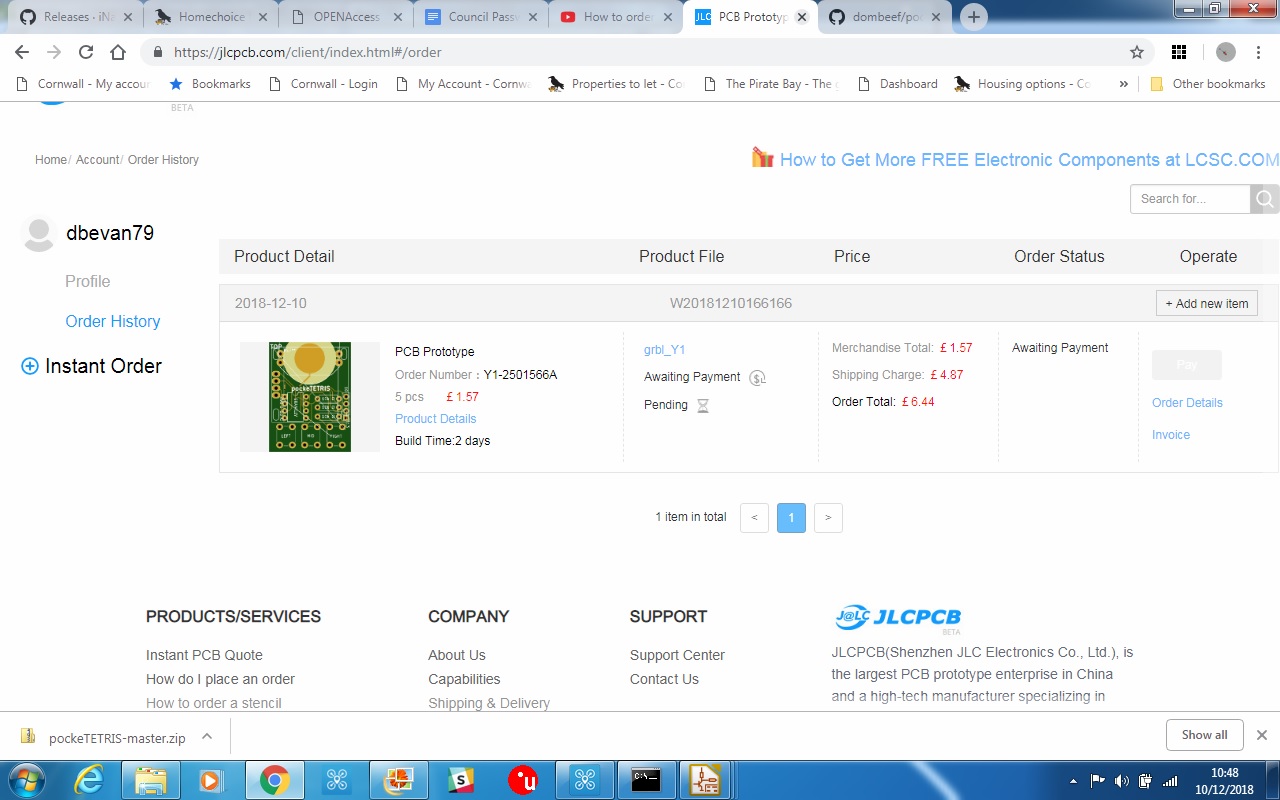 Releases · iNa
Homechoice
OPENAccess
Council Passw
How to order
JLC PCB Prototyp
dombeef/po
https://jlcpcb.com/client/index.html#/order
Cornwall - My accour
Bookmarks
Cornwall - Login
My Account - Cornwa
Properties to let - Co
The Pirate Bay - The g
Dashboard
Housing options - Co
»
Other bookmarks
BETA
Home/ Account/ Order History
How to Get More FREE Electronic Components at LCSC.COM
Search for...
dbevan79
Profile
Order History
Instant Order
Product Detail Product File Price Order Status Operate
2018-12-10 W20181210166166 + Add new item
TOP
pockeTETRIS
LEFT
PCB Prototype
Order Number : Y1-2501566A
5 pcs £ 1.57
Product Details
Build Time:2 days
grbl_Y1
Awaiting Payment
Pending
Merchandise Total: £ 1.57
Shipping Charge: £ 4.87
Order Total: £ 6.44
Awaiting Payment
Pay
Order Details
Invoice
1 item in total < 1 >
PRODUCTS/SERVICES
Instant PCB Quote
How do I place an order
How to order a stencil
COMPANY
About Us
Capabilities
Shipping & Delivery
SUPPORT
Support Center
Contact Us
J@LC JLCPCB
BETA
JLCPCB(Shenzhen JLC Electronics Co., Ltd.), is
the largest PCB prototype enterprise in China
and a high-tech manufacturer specializing in
pockeTETRIS-master.zip
Show all
C:\_
10:48
10/12/2018